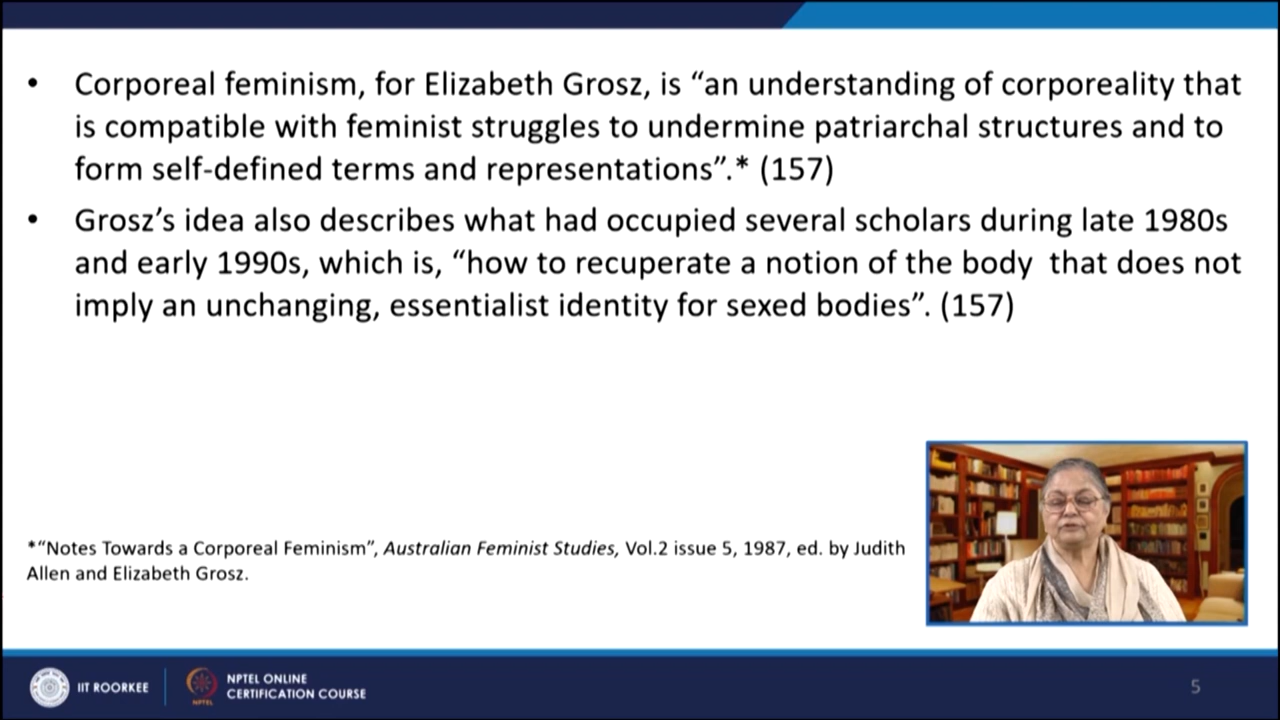 • Corporeal feminism, for Elizabeth Grosz, is “an understanding of corporeality that
is compatible with feminist struggles to undermine patriarchal structures and to
form self-defined terms and representations”.* (157)
• Grosz’s idea also describes what had occupied several scholars during late 1980s
and early 1990s, which is, “how to recuperate a notion of the body  that does not
imply an unchanging, essentialist identity for sexed bodies”. (157)
*“Notes Towards a Corporeal Feminism”, Australian Feminist Studies, Vol.2 issue 5, 1987, ed. by Judith
Allen and Elizabeth Grosz.
IIT ROORKEE
NPTEL
NPTEL ONLINE
CERTIFICATION COURSE
5